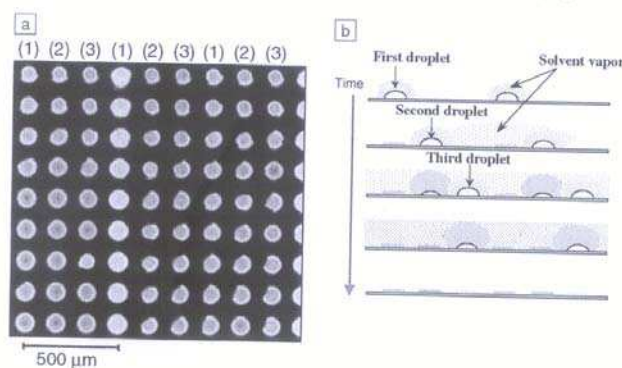 a
(1) (2) (3) (1) (2) (3) (1) (2) (3)
500 µm
b
First droplet
Solvent vapor
Time
Second droplet
Third droplet